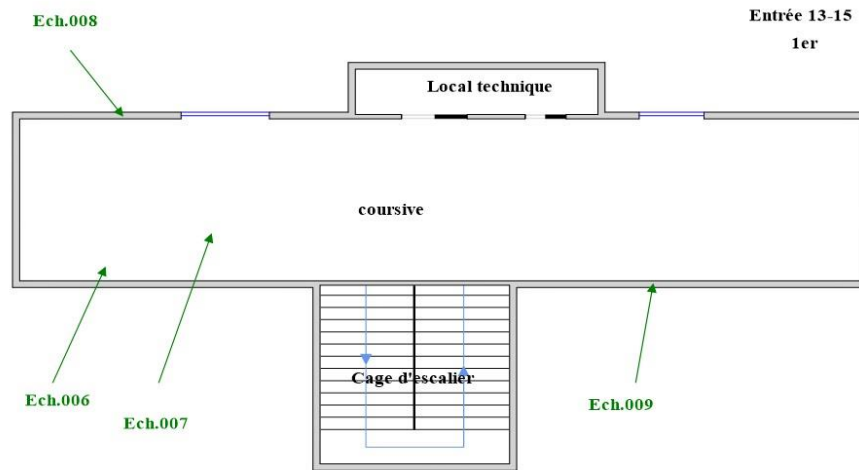 Ech.008
Entrée 13-15
1er
Local technique
coursive
Cage d'escalier
Ech.006
Ech.007
Ech.009